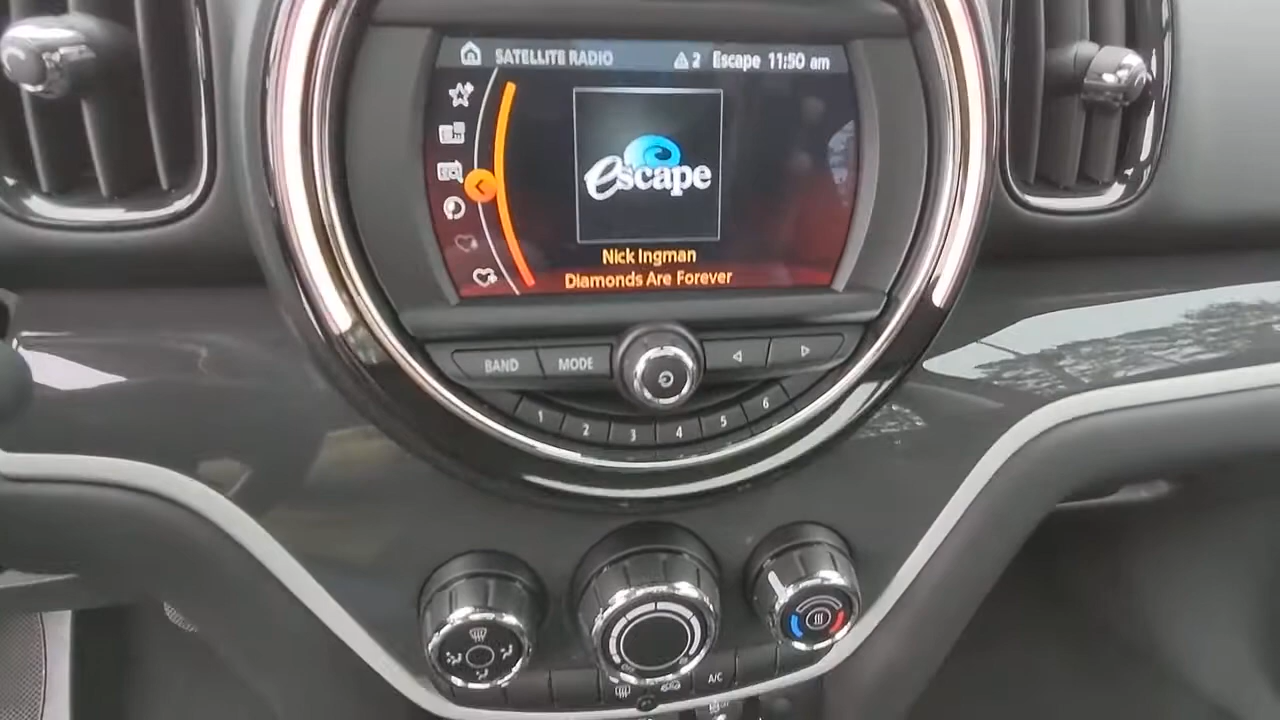 SATELLITE RADIO
2 Escape 11:50 am
escape
Nick Ingman
Diamonds Are Forever
BAND MODE
1 2 3 4 5 6
A/C